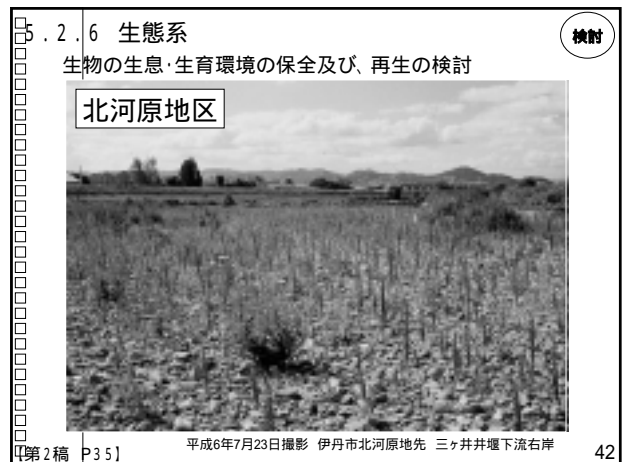 5.2.6 生態系
検討
生物の生息･生育環境の保全及び、再生の検討
北河原地区
平成6年7月23日撮影 伊丹市北河原地先 三ヶ井井堰下流右岸
【第2稿 P35】
42